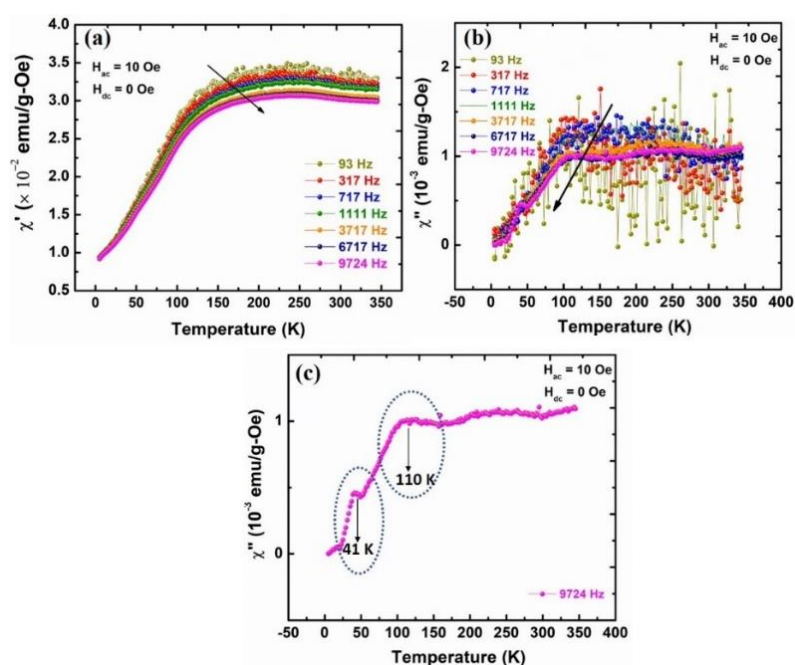 (a)
H_ac = 10 Oe
H_dc = 0 Oe
4.0
3.5
3.0
2.5
2.0
1.5
1.0
0.5
χ' (× 10⁻² emu/g-Oe)
93 Hz
317 Hz
717 Hz
1111 Hz
3717 Hz
6717 Hz
9724 Hz
0 50 100 150 200 250 300 350 400
Temperature (K)
(b)
H_ac = 10 Oe
H_dc = 0 Oe
93 Hz
317 Hz
717 Hz
1111 Hz
3717 Hz
6717 Hz
9724 Hz
2
1
0
χ" (10⁻³ emu/g-Oe)
-50 0 50 100 150 200 250 300 350 400
Temperature (K)
(c)
H_ac = 10 Oe
H_dc = 0 Oe
1
0
χ" (10⁻³ emu/g-Oe)
110 K
41 K
9724 Hz
-50 0 50 100 150 200 250 300 350 400
Temperature (K)